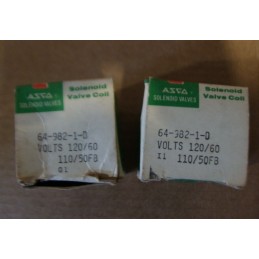 ASCO
SOLENOID VALVES
Solenoid
Valve Coil
64-982-1-D
VOLTS 120/60
110/50FB
ASCO
SOLENOID VALVES
Solenoid
Valve Coil
64-982-1-D
VOLTS 120/60
X1 110/50FB